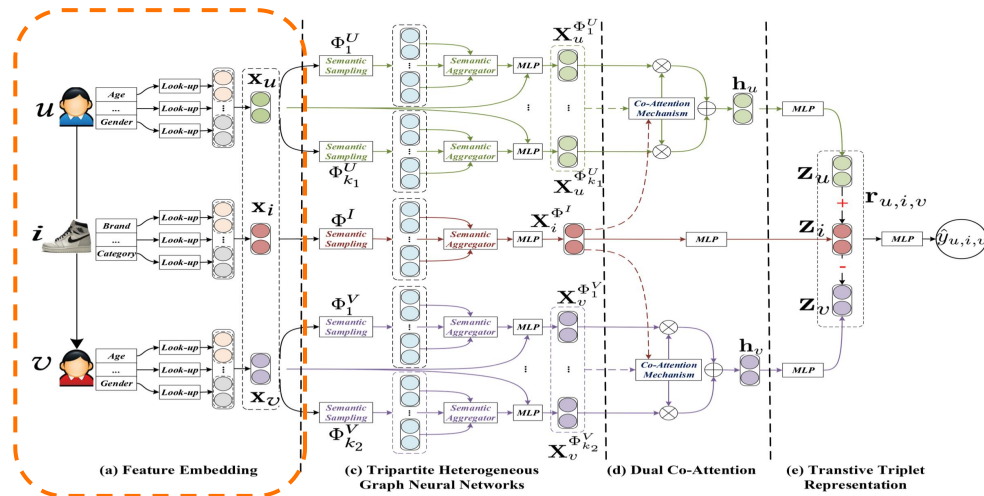 u
Age
...
Gender
Look-up
Look-up
Look-up
x_u
i
Brand
...
Category
Look-up
Look-up
Look-up
x_i
v
Age
...
Gender
Look-up
Look-up
Look-up
x_v
(a) Feature Embedding
Φ_1^U
Semantic
Sampling
Semantic
Aggregator
MLP
X_u^{Φ_1^U}
Semantic
Sampling
Φ_{k_1}^U
Semantic
Aggregator
MLP
X_u^{Φ_{k_1}^U}
Φ^I
Semantic
Sampling
Semantic
Aggregator
MLP
X_i^{Φ^I}
Φ_1^V
Semantic
Sampling
Semantic
Aggregator
MLP
X_v^{Φ_1^V}
Semantic
Sampling
Φ_{k_2}^V
Semantic
Aggregator
MLP
X_v^{Φ_{k_2}^V}
(c) Tripartite Heterogeneous
Graph Neural Networks
Co-Attention
Mechanism
h_u
MLP
Co-Attention
Mechanism
h_v
(d) Dual Co-Attention
MLP
MLP
z_u
+
r_{u,i,v}
z_i
-
z_v
MLP
ŷ_{u,i,v}
(e) Transtive Triplet
Representation